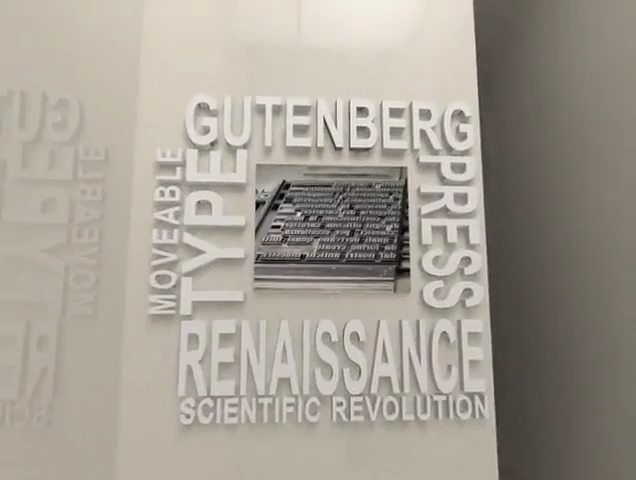 GUTENBERG
MOVEABLE
TYPE
PRESS
RENAISSANCE
SCIENTIFIC REVOLUTION